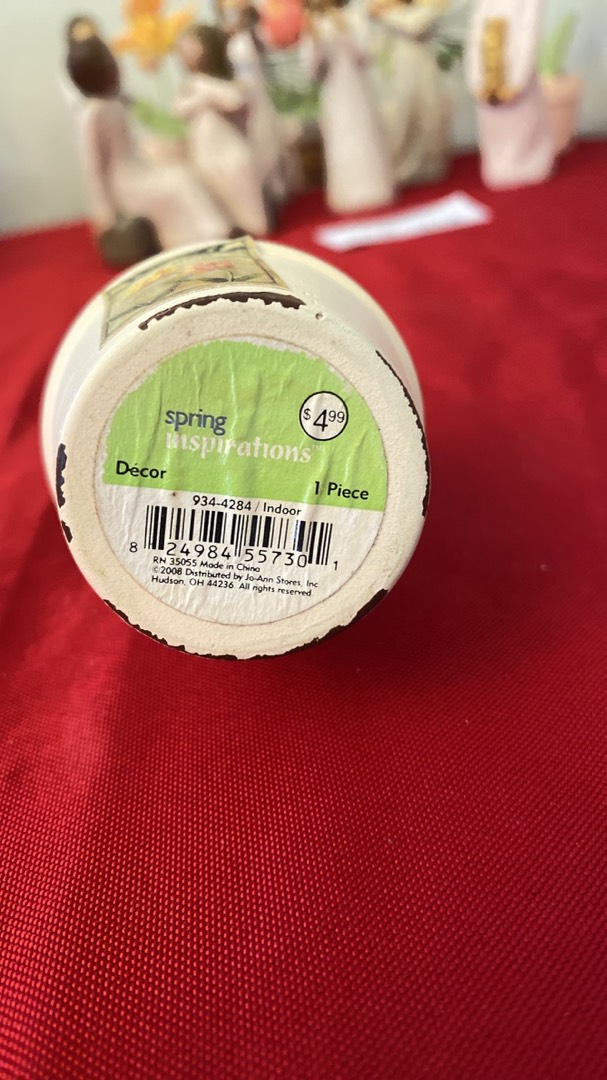 spring
inspirations™
$4.99
Décor
1 Piece
934-4284 / Indoor
8 24984 55730 1
RN 35055 Made in China
©2008 Distributed by Jo-Ann Stores, Inc.
Hudson, OH 44236 All rights reserved